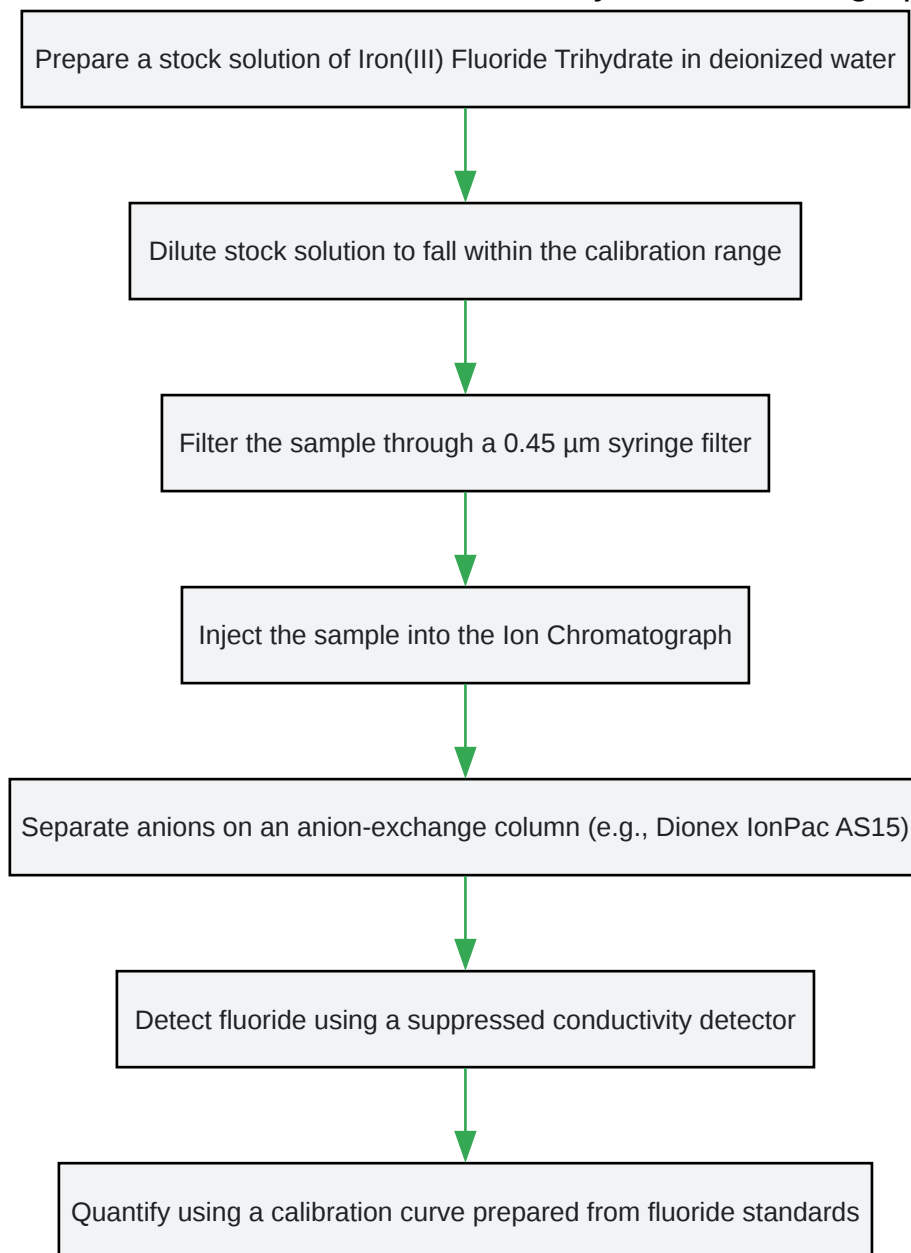 Prepare a stock solution of Iron(III) Fluoride Trihydrate in deionized water
Dilute stock solution to fall within the calibration range
Filter the sample through a 0.45 µm syringe filter
Inject the sample into the Ion Chromatograph
Separate anions on an anion-exchange column (e.g., Dionex IonPac AS15)
Detect fluoride using a suppressed conductivity detector
Quantify using a calibration curve prepared from fluoride standards